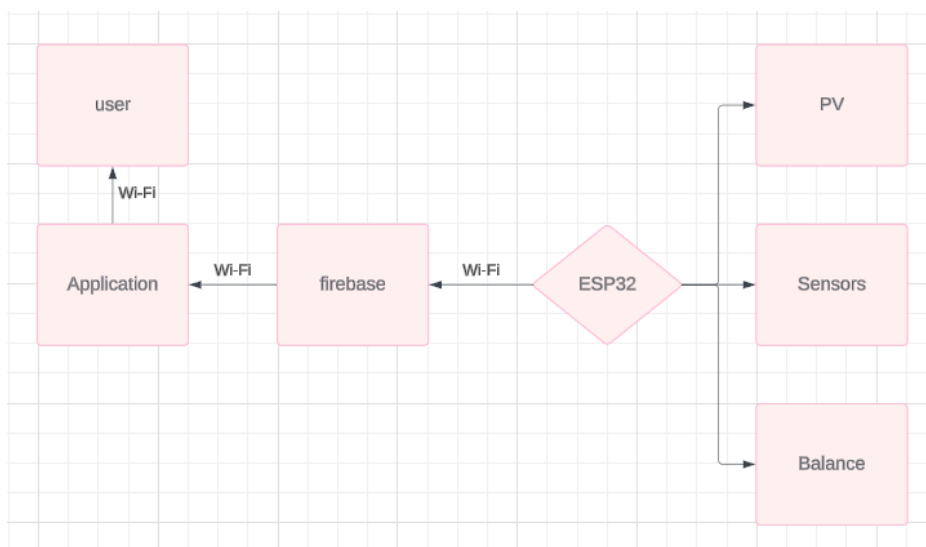 user
PV
Wi-Fi
Application
Wi-Fi
firebase
Wi-Fi
ESP32
Sensors
Balance